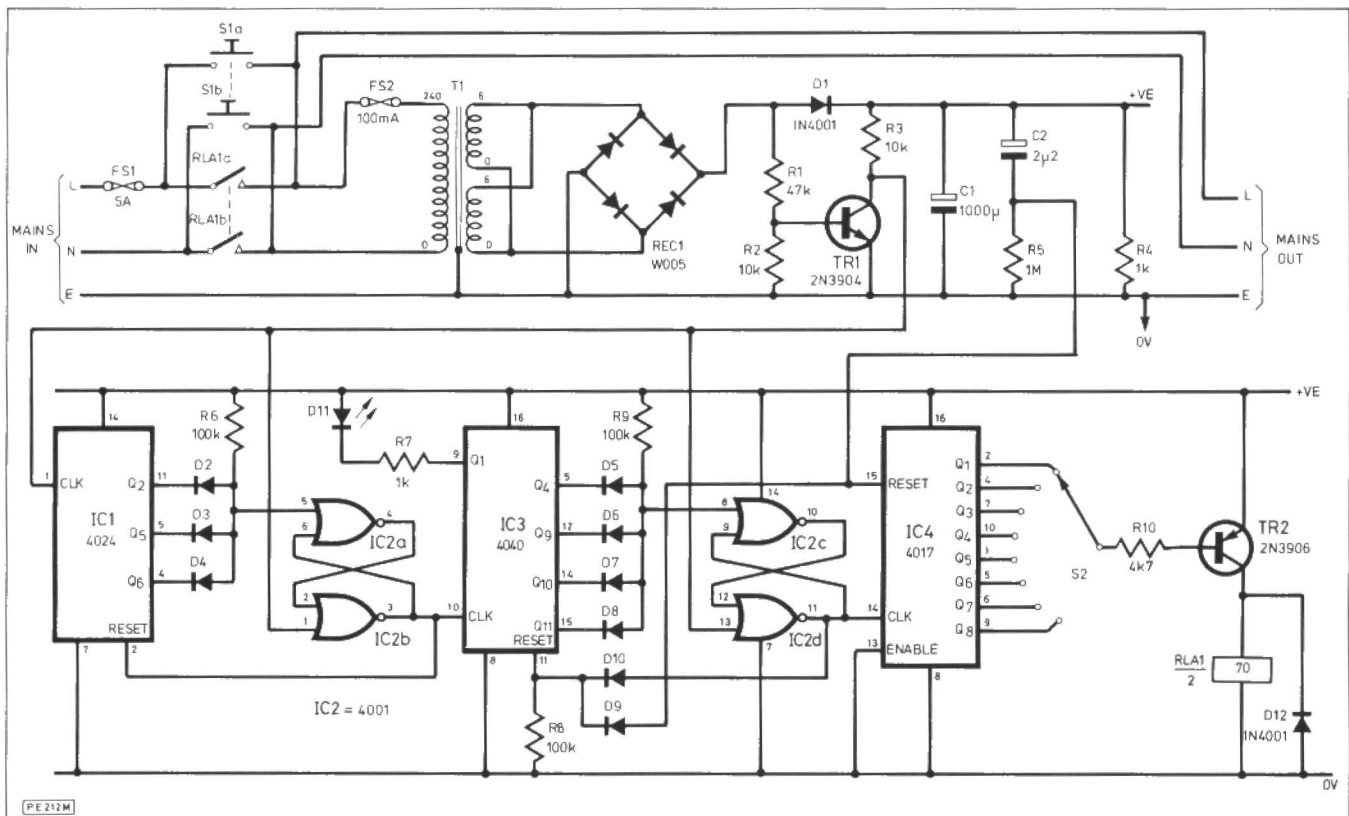 S1a
S1b
FS2
100mA
T1
240
0
6
0
6
0
RLA1a
RLA1b
FS1
5A
L
N
E
MAINS IN
REC1
W005
D1
1N4001
R1
47k
R2
10k
R3
10k
TR1
2N3904
C1
1000µ
C2
2µ2
R5
1M
R4
1k
+VE
0V
L
N
E
MAINS OUT
+VE
14
1
CLK
IC1
4024
Q2
11
Q5
5
Q6
4
RESET
7
2
R6
100k
D2
D3
D4
5
6
4
IC2a
2
1
3
IC2b
IC2 = 4001
D11
R7
1k
9
Q1
16
10
CLK
IC3
4040
Q4
5
Q9
12
Q10
14
Q11
15
RESET
8
11
R8
100k
R9
100k
D5
D6
D7
D8
D10
D9
8
9
14
10
IC2c
12
13
7
11
IC2d
16
15
RESET
IC4
4017
14
CLK
13
ENABLE
8
Q1
2
Q2
4
Q3
7
Q4
10
Q5
1
Q6
5
Q7
6
Q8
9
S2
R10
4k7
TR2
2N3906
RLA1
2
70
D12
1N4001
0V
PE212M